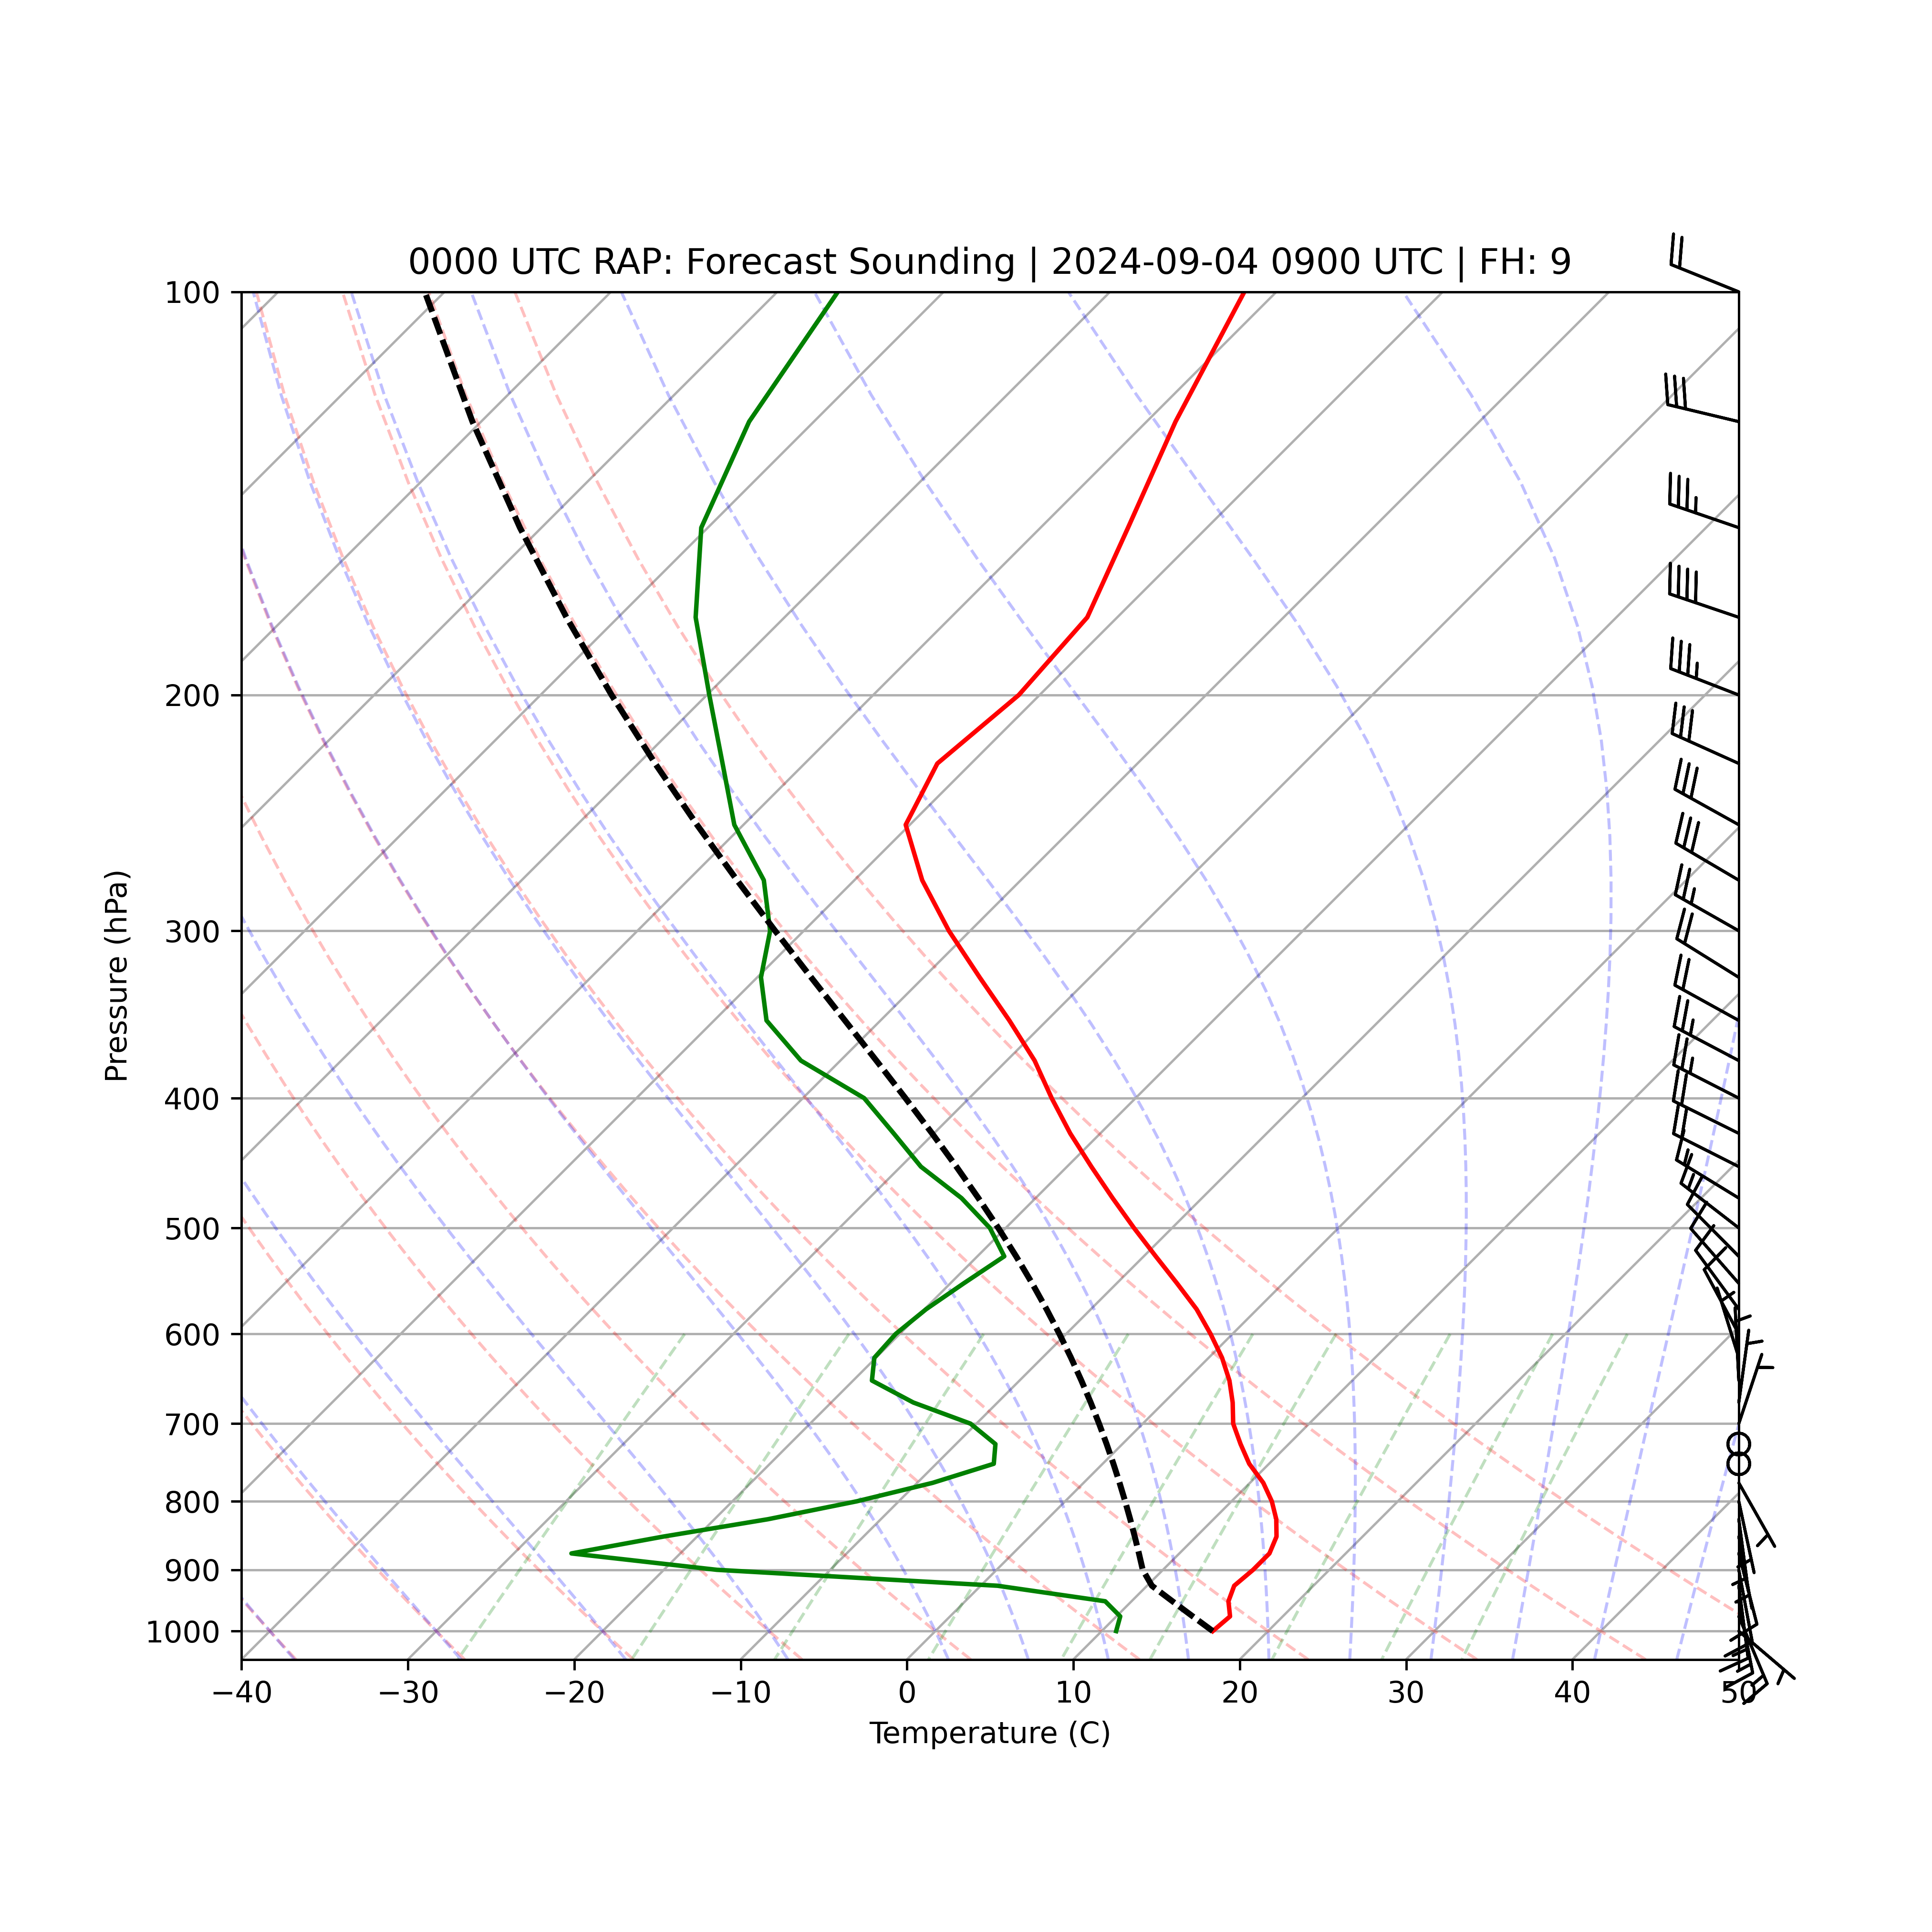 0000 UTC RAP: Forecast Sounding | 2024-09-04 0900 UTC | FH: 9
100
200
300
400
500
600
700
800
900
1000
Pressure (hPa)
−40 −30 −20 −10 0 10 20 30 40 50
Temperature (C)